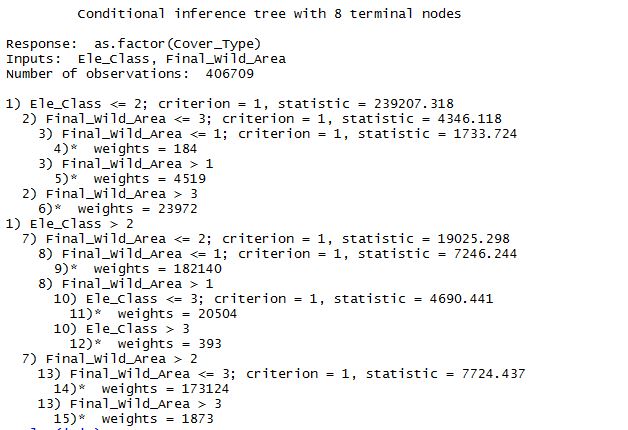 Conditional inference tree with 8 terminal nodes
Response: as.factor(Cover_Type)
Inputs: Ele_Class, Final_Wild_Area
Number of observations: 406709
1) Ele_Class <= 2; criterion = 1, statistic = 239207.318
2) Final_Wild_Area <= 3; criterion = 1, statistic = 4346.118
3) Final_Wild_Area <= 1; criterion = 1, statistic = 1733.724
4)* weights = 184
3) Final_Wild_Area > 1
5)* weights = 4519
2) Final_Wild_Area > 3
6)* weights = 23972
1) Ele_Class > 2
7) Final_Wild_Area <= 2; criterion = 1, statistic = 19025.298
8) Final_Wild_Area <= 1; criterion = 1, statistic = 7246.244
9)* weights = 182140
8) Final_Wild_Area > 1
10) Ele_Class <= 3; criterion = 1, statistic = 4690.441
11)* weights = 20504
10) Ele_Class > 3
12)* weights = 393
7) Final_Wild_Area > 2
13) Final_Wild_Area <= 3; criterion = 1, statistic = 7724.437
14)* weights = 173124
13) Final_Wild_Area > 3
15)* weights = 1873